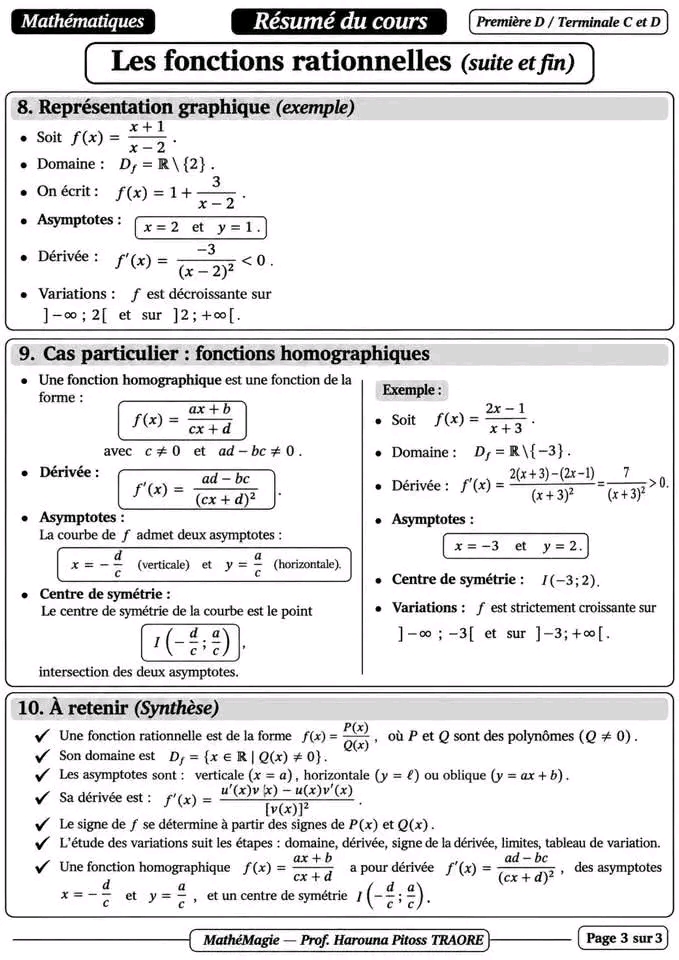 Mathématiques
Résumé du cours
Première D / Terminale C et D
Les fonctions rationnelles (suite et fin)
8. Représentation graphique (exemple)
• Soit f(x) = (x + 1)/(x − 2) .
• Domaine : D_f = ℝ \ {2} .
• On écrit : f(x) = 1 + 3/(x − 2) .
• Asymptotes : x = 2 et y = 1 .
• Dérivée : f′(x) = −3/(x − 2)² < 0 .
• Variations : f est décroissante sur
]−∞ ; 2[ et sur ]2 ; +∞[ .
9. Cas particulier : fonctions homographiques
• Une fonction homographique est une fonction de la
forme :
f(x) = (ax + b)/(cx + d)
avec c ≠ 0 et ad − bc ≠ 0 .
• Dérivée : f′(x) = (ad − bc)/(cx + d)² .
• Asymptotes :
La courbe de f admet deux asymptotes :
x = − d/c (verticale) et y = a/c (horizontale).
• Centre de symétrie :
Le centre de symétrie de la courbe est le point
I (− d/c ; a/c) ,
intersection des deux asymptotes.
Exemple :
• Soit f(x) = (2x − 1)/(x + 3) .
• Domaine : D_f = ℝ\{−3} .
• Dérivée : f′(x) = (2(x + 3)−(2x−1))/(x + 3)² = 7/(x + 3)² > 0.
• Asymptotes :
x = −3 et y = 2 .
• Centre de symétrie : I(−3; 2).
• Variations : f est strictement croissante sur
]−∞ ; −3[ et sur ]−3; +∞[ .
10. À retenir (Synthèse)
✓ Une fonction rationnelle est de la forme f(x) = P(x)/Q(x) , où P et Q sont des polynômes (Q ≠ 0) .
✓ Son domaine est D_f = {x ∈ ℝ | Q(x) ≠ 0} .
✓ Les asymptotes sont : verticale (x = a) , horizontale (y = ℓ) ou oblique (y = ax + b) .
✓ Sa dérivée est : f′(x) = (u′(x)v(x) − u(x)v′(x))/[v(x)]² .
✓ Le signe de f se détermine à partir des signes de P(x) et Q(x) .
✓ L’étude des variations suit les étapes : domaine, dérivée, signe de la dérivée, limites, tableau de variation.
✓ Une fonction homographique f(x) = (ax + b)/(cx + d) a pour dérivée f′(x) = (ad − bc)/(cx + d)² , des asymptotes
x = − d/c et y = a/c , et un centre de symétrie I (− d/c ; a/c) .
MathéMagie — Prof. Harouna Pitoss TRAORE
Page 3 sur 3